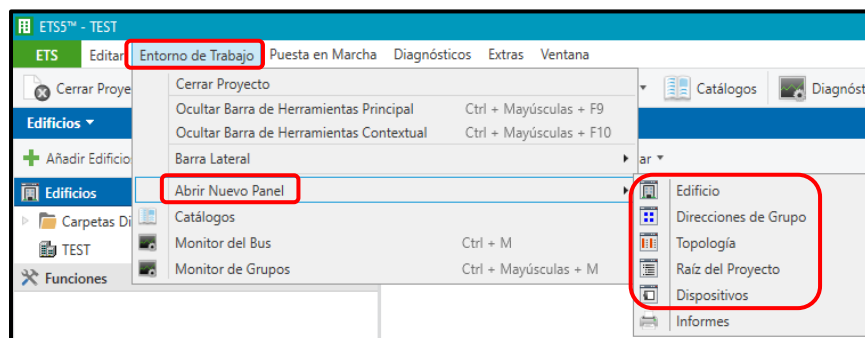 ETS5™ - TEST
ETS Editar Entorno de Trabajo Puesta en Marcha Diagnósticos Extras Ventana
Cerrar Proye
Catálogos Diagnóst
Cerrar Proyecto
Ocultar Barra de Herramientas Principal Ctrl + Mayúsculas + F9
Ocultar Barra de Herramientas Contextual Ctrl + Mayúsculas + F10
Barra Lateral
Abrir Nuevo Panel
Catálogos
Monitor del Bus Ctrl + M
Monitor de Grupos Ctrl + Mayúsculas + M
Edificios
Añadir Edificio
ar
Edificios
Carpetas Di
TEST
Funciones
Edificio
Direcciones de Grupo
Topología
Raíz del Proyecto
Dispositivos
Informes